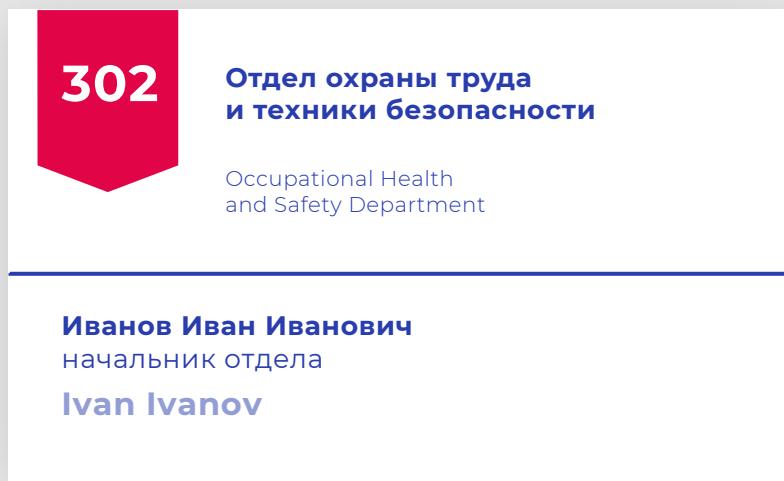 302
Отдел охраны труда
и техники безопасности
Occupational Health
and Safety Department
Иванов Иван Иванович
начальник отдела
Ivan Ivanov